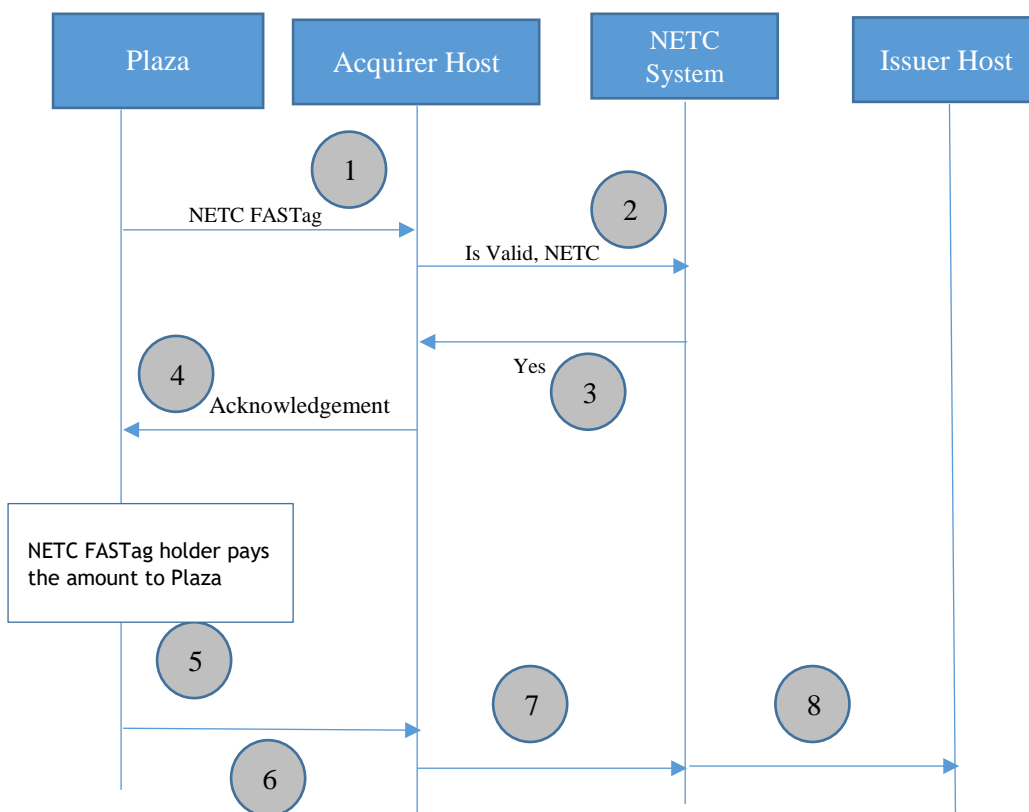 Plaza
Acquirer Host
NETC
System
Issuer Host
1
NETC FASTag
2
Is Valid, NETC
Yes
3
4
Acknowledgement
NETC FASTag holder pays
the amount to Plaza
5
7
8
6